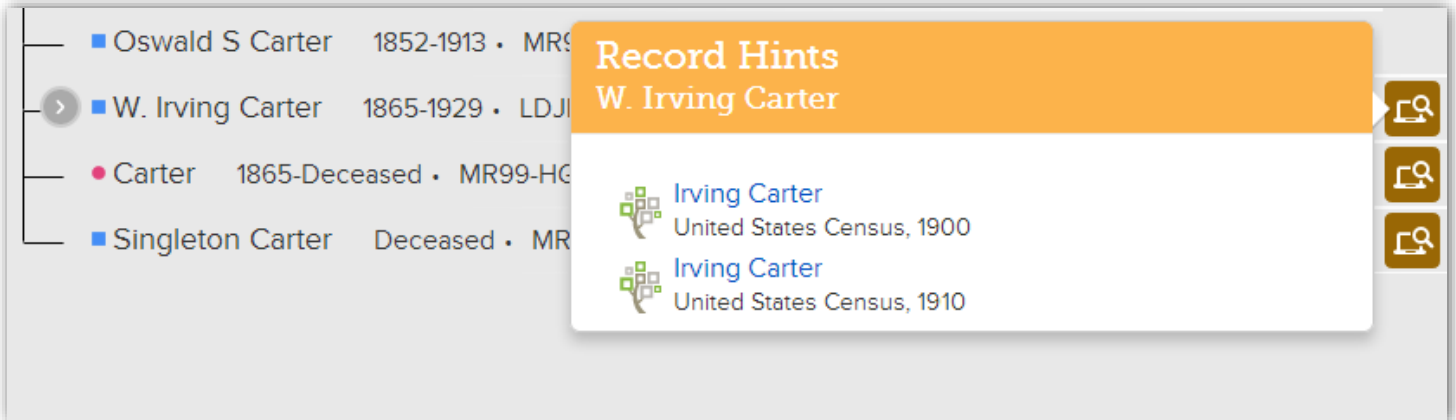 Oswald S Carter 1852-1913 • MR9
W. Irving Carter 1865-1929 •
Carter 1865-Deceased • MR99-HG
Singleton Carter Deceased • MR
Record Hints
W. Irving Carter
Irving Carter
United States Census, 1900
Irving Carter
United States Census, 1910